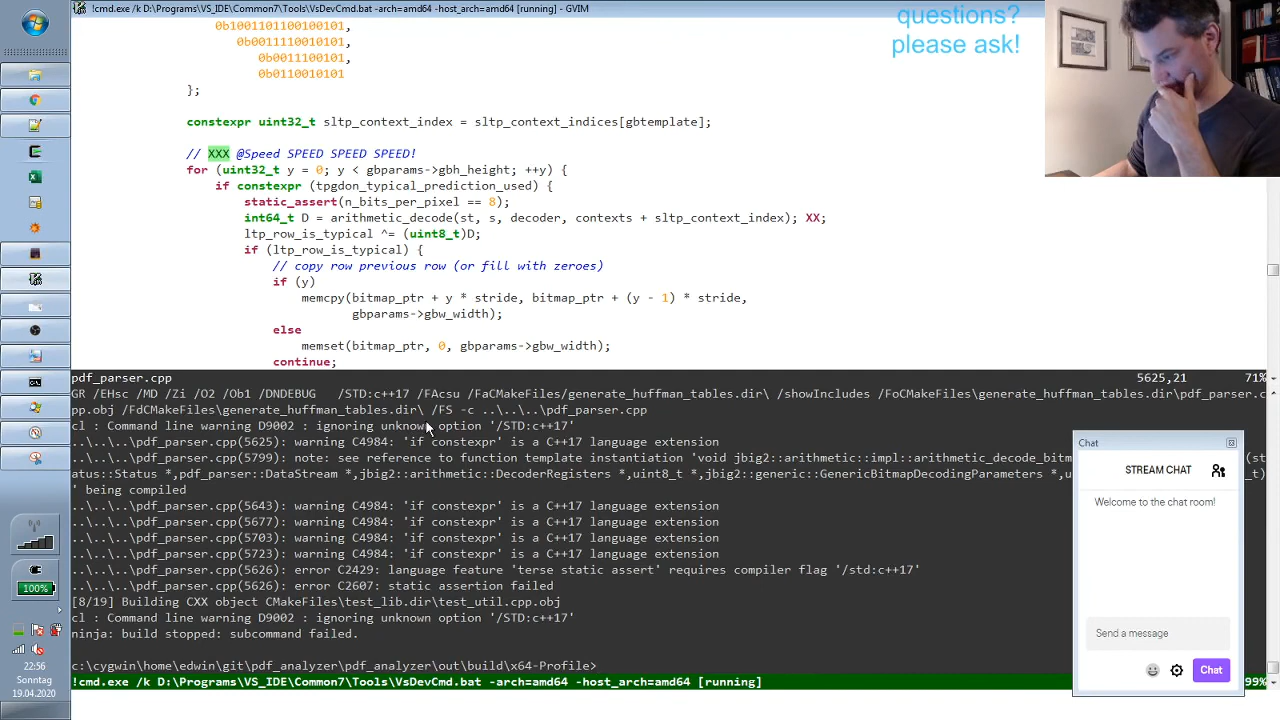 !cmd.exe /k D:\Programs\VS_IDE\Common7\Tools\VsDevCmd.bat -arch=amd64 -host_arch=amd64 [running] - GVIM
questions?
please ask!
0b1001101100100101,
0b0011110010101,
0b0011100101,
0b0110010101
};
constexpr uint32_t sltp_context_index = sltp_context_indices[gbtemplate];
// XXX @Speed SPEED SPEED SPEED!
for (uint32_t y = 0; y < gbparams->gbh_height; ++y) {
if constexpr (tpgdon_typical_prediction_used) {
static_assert(n_bits_per_pixel == 8);
int64_t D = arithmetic_decode(st, s, decoder, contexts + sltp_context_index); XX;
ltp_row_is_typical ^= (uint8_t)D;
if (ltp_row_is_typical) {
// copy row previous row (or fill with zeroes)
if (y)
memcpy(bitmap_ptr + y * stride, bitmap_ptr + (y - 1) * stride,
gbparams->gbw_width);
else
memset(bitmap_ptr, 0, gbparams->gbw_width);
continue;
pdf_parser.cpp 5625,21 71%
GR /EHsc /MD /Zi /O2 /Ob1 /DNDEBUG /STD:c++17 /FAcsu /FaCMakeFiles/generate_huffman_tables.dir\ /showIncludes /FoCMakeFiles\generate_huffman_tables.dir\pdf_parser.c
pp.obj /FdCMakeFiles\generate_huffman_tables.dir\ /FS -c ..\..\..\pdf_parser.cpp
cl : Command line warning D9002 : ignoring unknown option '/STD:c++17'
..\..\..\pdf_parser.cpp(5625): warning C4984: 'if constexpr' is a C++17 language extension
..\..\..\pdf_parser.cpp(5799): note: see reference to function template instantiation 'void jbig2::arithmetic::impl::arithmetic_decode_bitm
atus::Status *,pdf_parser::DataStream *,jbig2::arithmetic::DecoderRegisters *,uint8_t *,jbig2::generic::GenericBitmapDecodingParameters *,u
' being compiled
..\..\..\pdf_parser.cpp(5643): warning C4984: 'if constexpr' is a C++17 language extension
..\..\..\pdf_parser.cpp(5677): warning C4984: 'if constexpr' is a C++17 language extension
..\..\..\pdf_parser.cpp(5703): warning C4984: 'if constexpr' is a C++17 language extension
..\..\..\pdf_parser.cpp(5723): warning C4984: 'if constexpr' is a C++17 language extension
..\..\..\pdf_parser.cpp(5626): error C2429: language feature 'terse static assert' requires compiler flag '/std:c++17'
..\..\..\pdf_parser.cpp(5626): error C2607: static assertion failed
[8/19] Building CXX object CMakeFiles\test_lib.dir\test_util.cpp.obj
cl : Command line warning D9002 : ignoring unknown option '/STD:c++17'
ninja: build stopped: subcommand failed.
c:\cygwin\home\edwin\git\pdf_analyzer\pdf_analyzer\out\build\x64-Profile>
!cmd.exe /k D:\Programs\VS_IDE\Common7\Tools\VsDevCmd.bat -arch=amd64 -host_arch=amd64 [running] 99%
Chat
STREAM CHAT
Welcome to the chat room!
Send a message
Chat
100%
22:56
Sonntag
19.04.2020